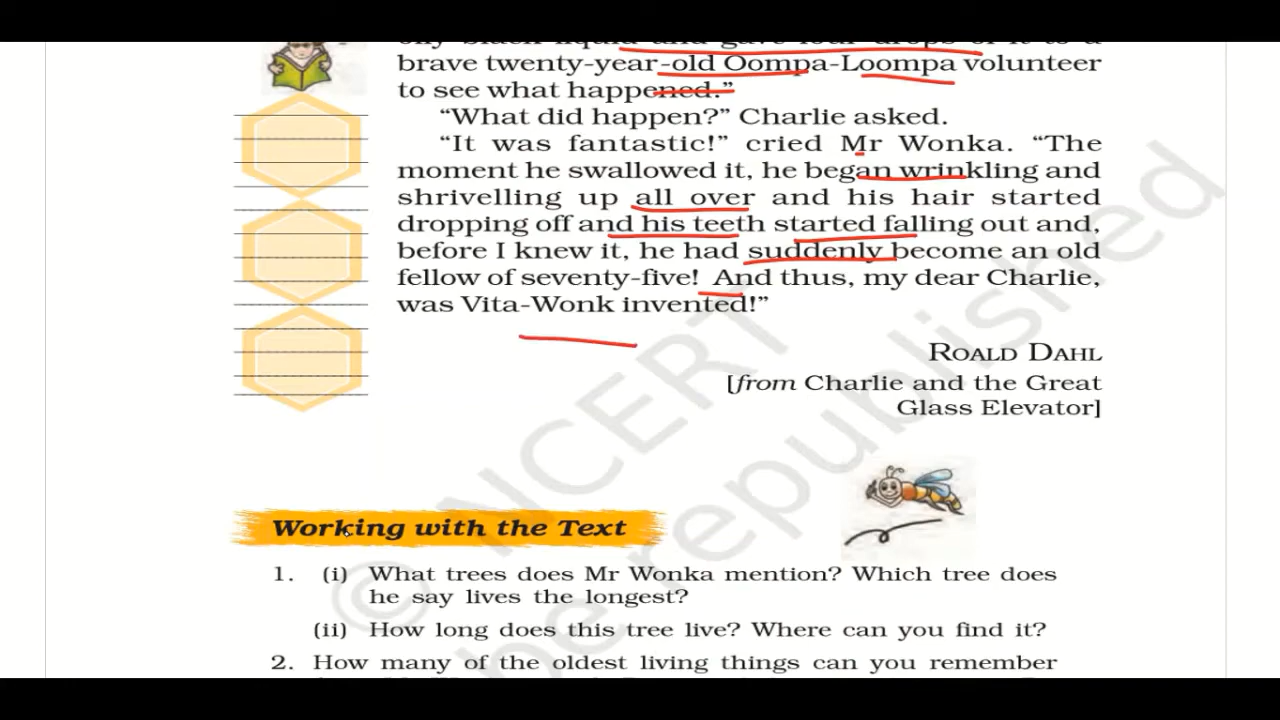 oily black liquid and gave four drops of it to a
brave twenty-year-old Oompa-Loompa volunteer
to see what happened.”
“What did happen?” Charlie asked.
“It was fantastic!” cried Mr Wonka. “The
moment he swallowed it, he began wrinkling and
shrivelling up all over and his hair started
dropping off and his teeth started falling out and,
before I knew it, he had suddenly become an old
fellow of seventy-five! And thus, my dear Charlie,
was Vita-Wonk invented!”
ROALD DAHL
[from Charlie and the Great
Glass Elevator]
Working with the Text
1. (i) What trees does Mr Wonka mention? Which tree does
he say lives the longest?
(ii) How long does this tree live? Where can you find it?
2. How many of the oldest living things can you remember
© NCERT
be republished